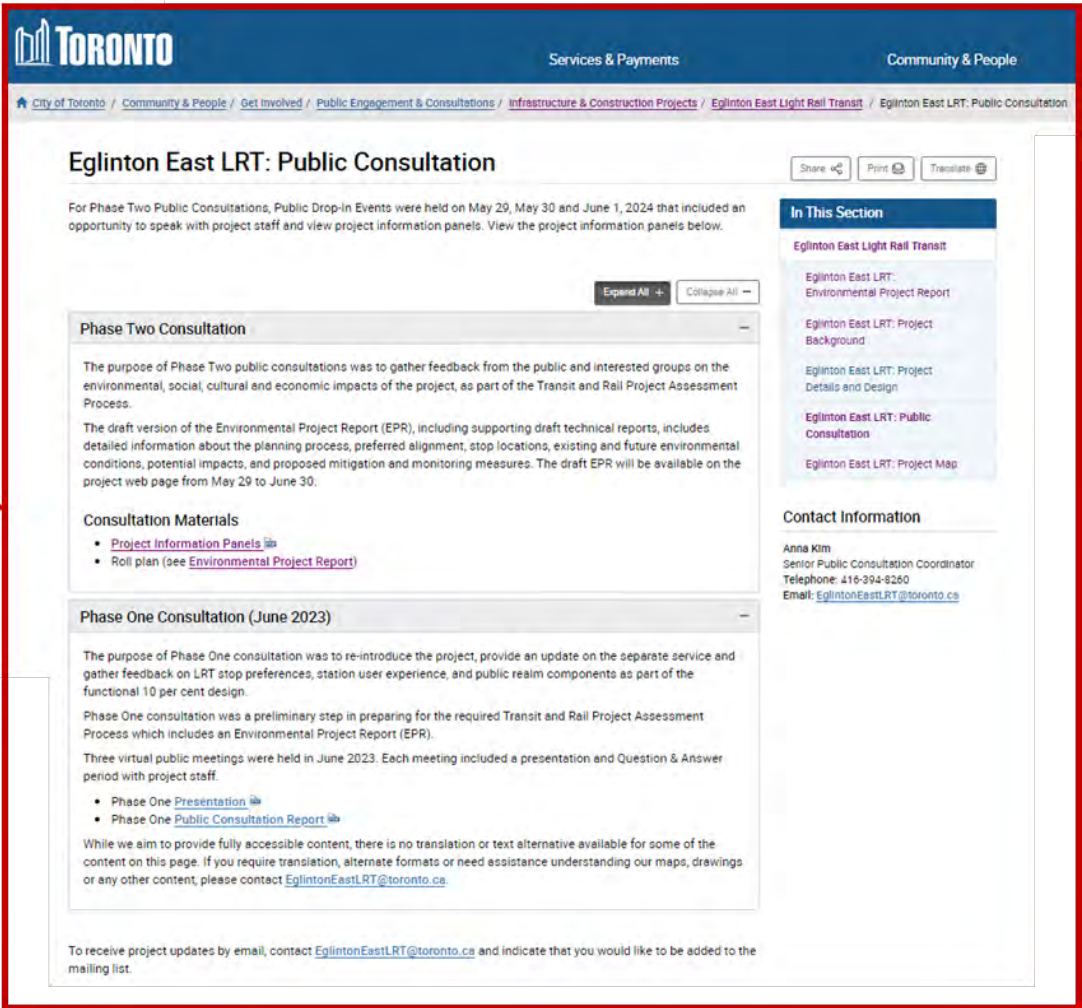 TORONTO
Services & Payments
Community & People
City of Toronto / Community & People / Get Involved / Public Engagement & Consultations / Infrastructure & Construction Projects / Eglinton East Light Rail Transit / Eglinton East LRT: Public Consultation
Eglinton East LRT: Public Consultation
Share
Print
Translate
For Phase Two Public Consultations, Public Drop-In Events were held on May 29, May 30 and June 1, 2024 that included an
opportunity to speak with project staff and view project information panels. View the project information panels below.
Expand All +
Collapse All −
Phase Two Consultation −
The purpose of Phase Two public consultations was to gather feedback from the public and interested groups on the
environmental, social, cultural and economic impacts of the project, as part of the Transit and Rail Project Assessment
Process.
The draft version of the Environmental Project Report (EPR), including supporting draft technical reports, includes
detailed information about the planning process, preferred alignment, stop locations, existing and future environmental
conditions, potential impacts, and proposed mitigation and monitoring measures. The draft EPR will be available on the
project web page from May 29 to June 30.
Consultation Materials
• Project Information Panels
• Roll plan (see Environmental Project Report)
Phase One Consultation (June 2023) −
The purpose of Phase One consultation was to re-introduce the project, provide an update on the separate service and
gather feedback on LRT stop preferences, station user experience, and public realm components as part of the
functional 10 per cent design.
Phase One consultation was a preliminary step in preparing for the required Transit and Rail Project Assessment
Process which includes an Environmental Project Report (EPR).
Three virtual public meetings were held in June 2023. Each meeting included a presentation and Question & Answer
period with project staff.
• Phase One Presentation
• Phase One Public Consultation Report
While we aim to provide fully accessible content, there is no translation or text alternative available for some of the
content on this page. If you require translation, alternate formats or need assistance understanding our maps, drawings
or any other content, please contact EglintonEastLRT@toronto.ca.
To receive project updates by email, contact EglintonEastLRT@toronto.ca and indicate that you would like to be added to the
mailing list.
In This Section
Eglinton East Light Rail Transit
Eglinton East LRT:
Environmental Project Report
Eglinton East LRT: Project
Background
Eglinton East LRT: Project
Details and Design
Eglinton East LRT: Public
Consultation
Eglinton East LRT: Project Map
Contact Information
Anna Kim
Senior Public Consultation Coordinator
Telephone: 416-394-8260
Email: EglintonEastLRT@toronto.ca